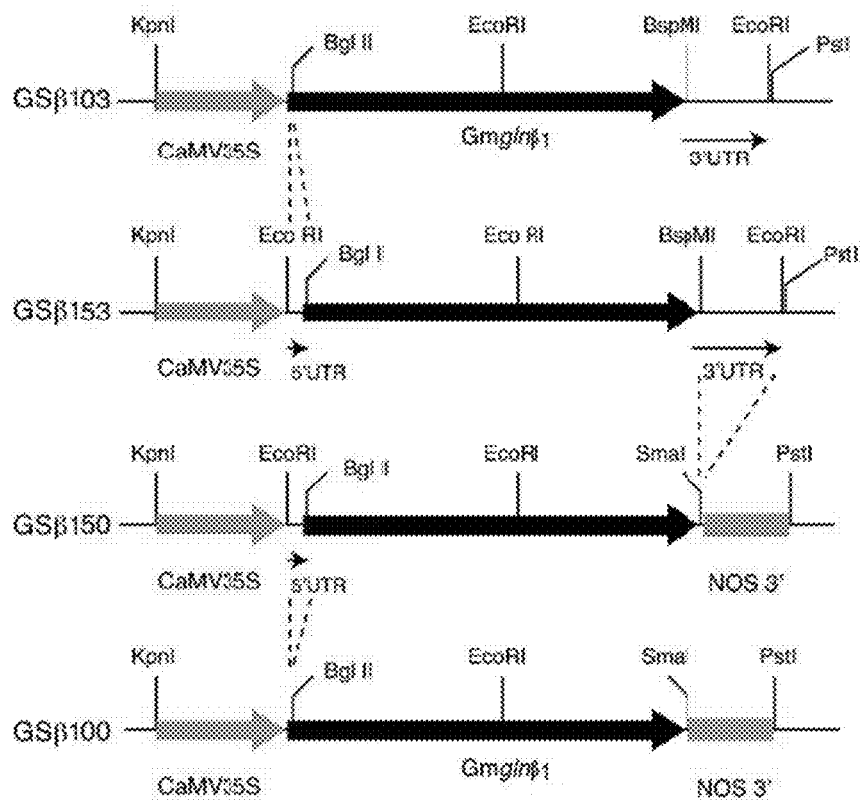 KpnI Bgl II EcoRI BspMI EcoRI PstI
GSβ103
CaMV35S Gmglnβ1 3'UTR
KpnI Eco RI Bgl II Eco RI BspMI EcoRI PstI
GSβ153
CaMV35S 5'UTR 3'UTR
KpnI EcoRI Bgl II EcoRI SmaI PstI
GSβ150
CaMV35S 5'UTR NOS 3'
KpnI Bgl II EcoRI SmaI PstI
GSβ100
CaMV35S Gmglnβ1 NOS 3'